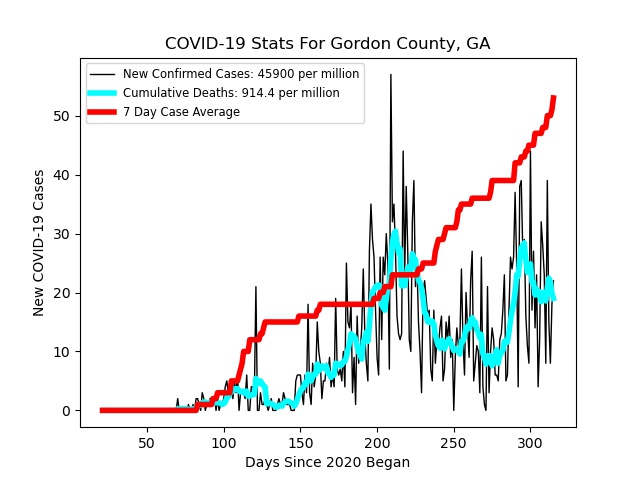 COVID-19 Stats For Gordon County, GA
New Confirmed Cases: 45900 per million
Cumulative Deaths: 914.4 per million
7 Day Case Average
New COVID-19 Cases
50
40
30
20
10
0
50 100 150 200 250 300
Days Since 2020 Began